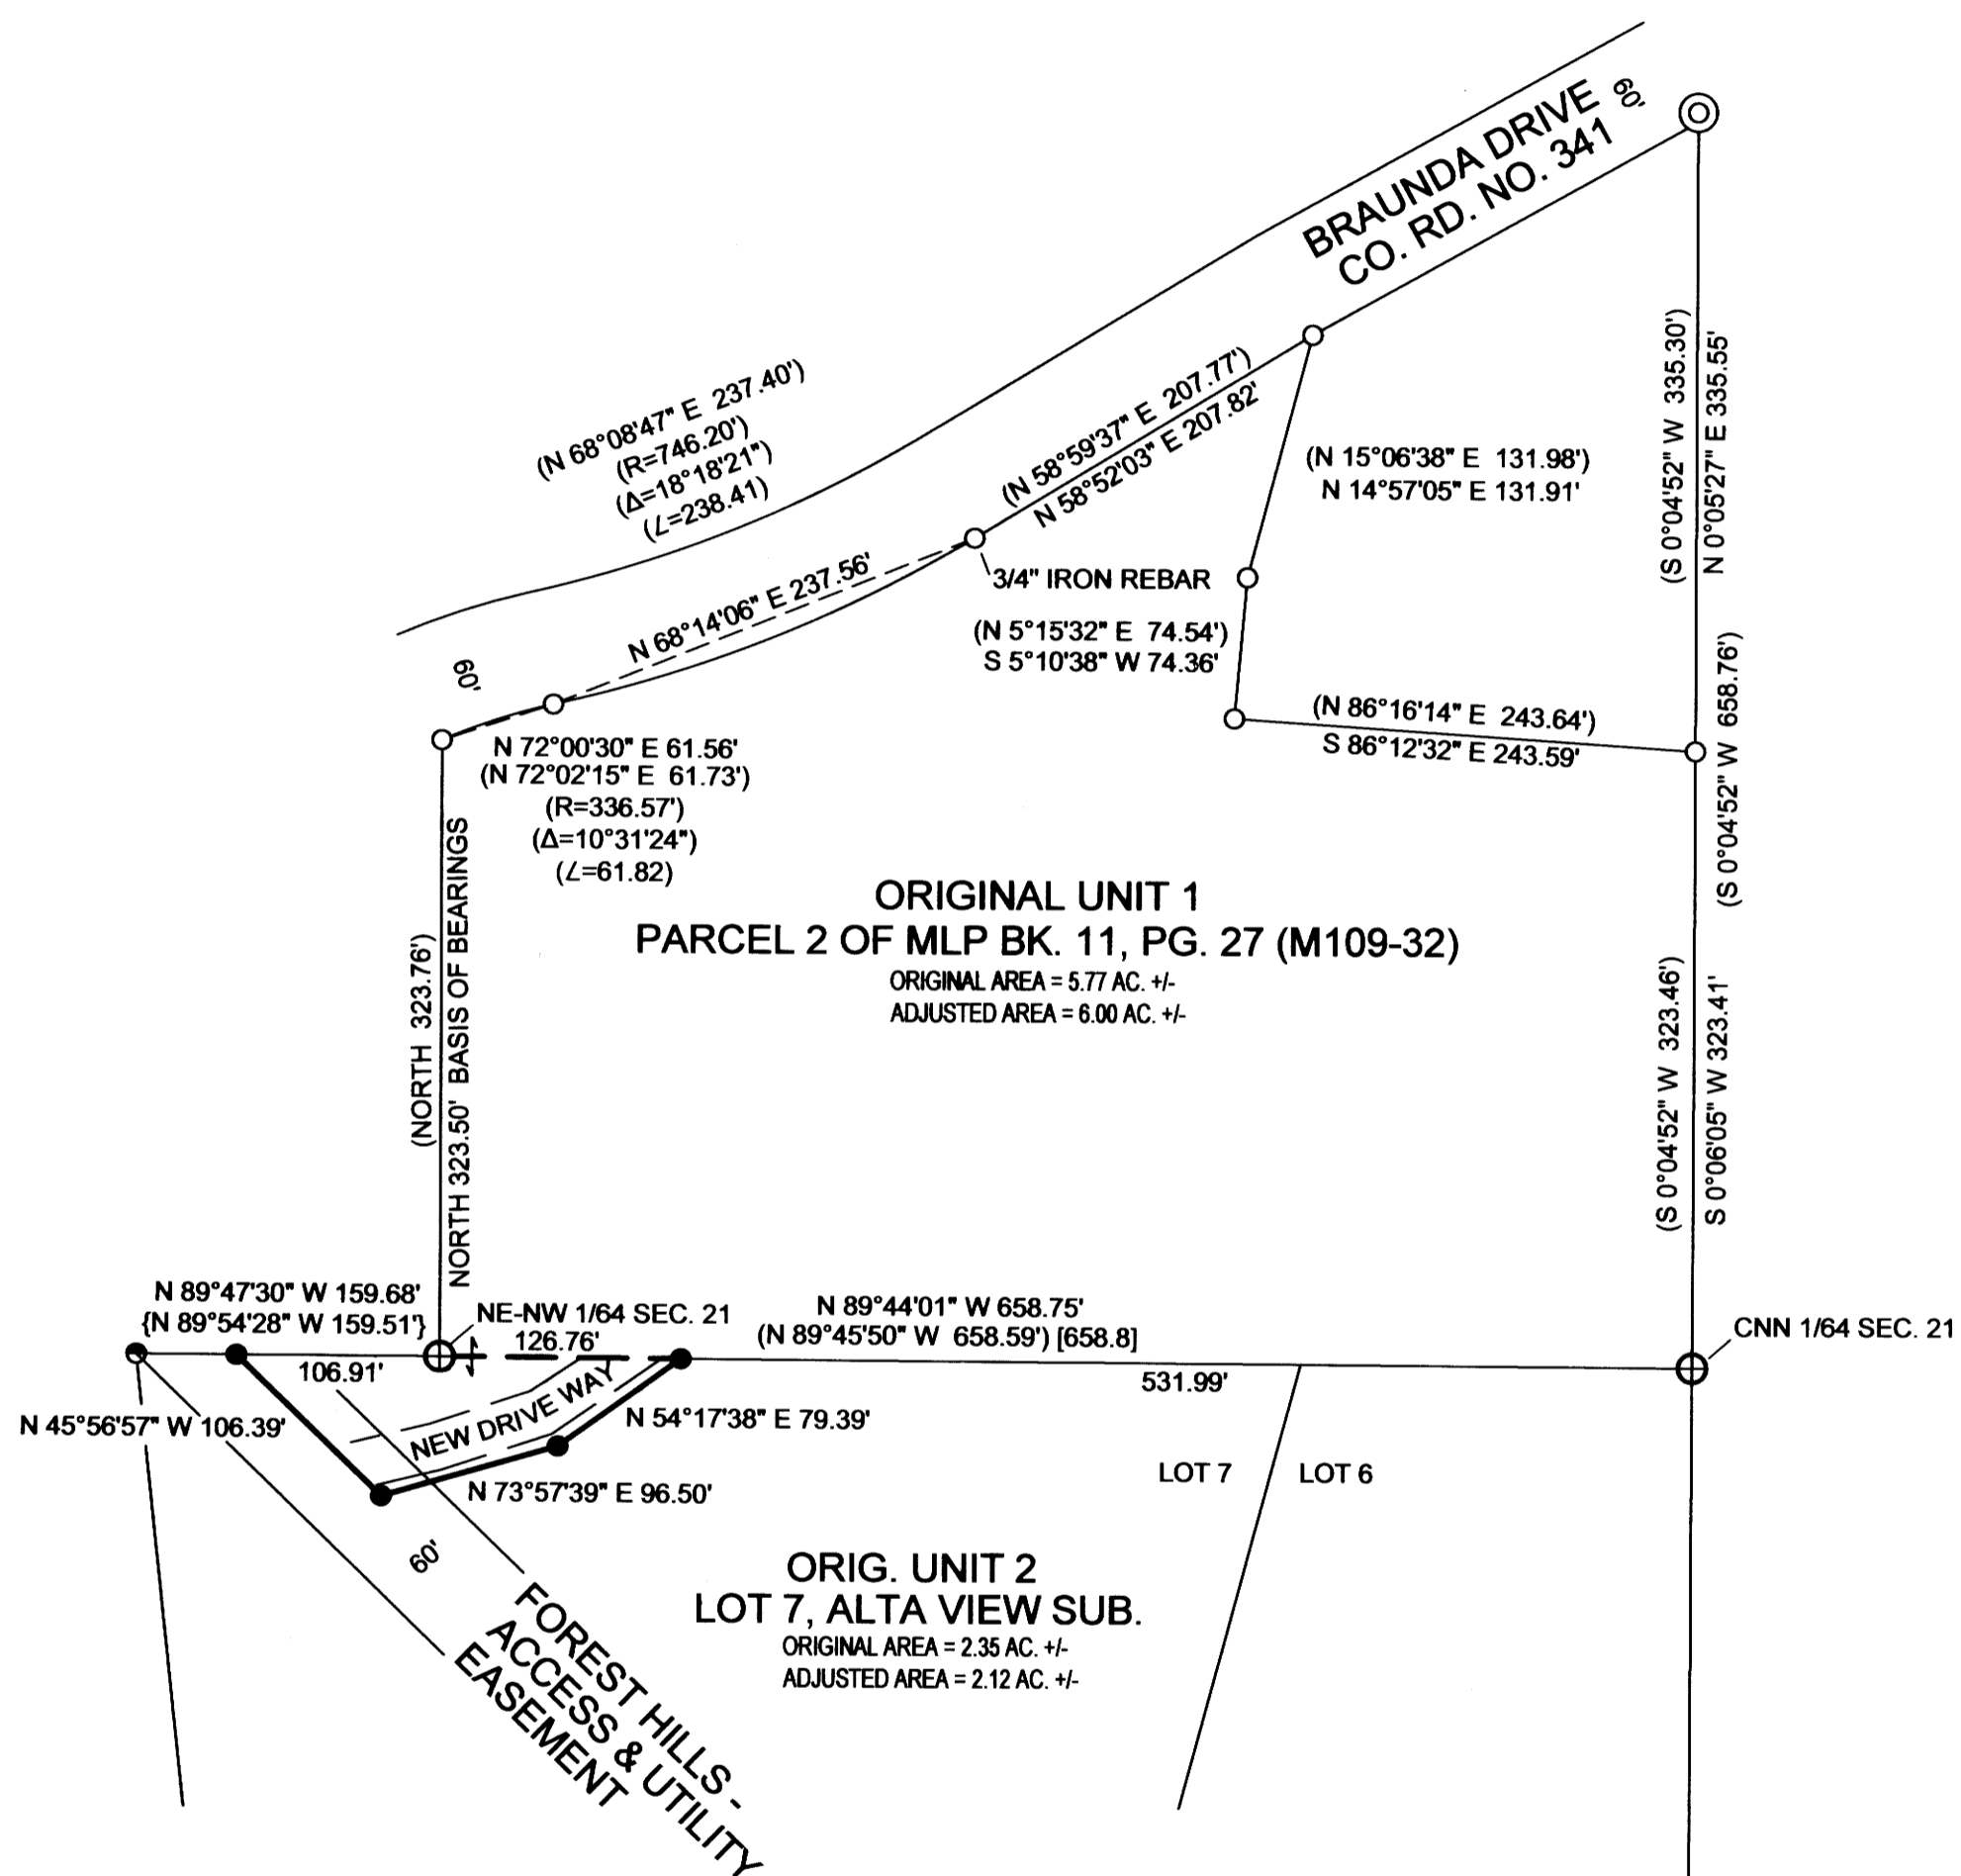 BRAUNDA DRIVE
CO. RD. NO. 341
60'
(N 68°08'47" E  237.40')
(R=746.20')
(Δ=18°18'21")
(L=238.41)
(N 58°59'37" E  207.77')
N 58°52'03" E 207.82'
(S 0°04'52" W  335.30')
N 0°05'27" E 335.55'
(N 15°06'38" E  131.98')
N 14°57'05" E 131.91'
N 68°14'06" E 237.56'
3/4" IRON REBAR
(N 5°15'32" E  74.54')
S 5°10'38" W 74.36'
60'
(N 86°16'14" E  243.64')
S 86°12'32" E 243.59'
(S 0°04'52" W  658.76')
N 72°00'30" E 61.56'
(N 72°02'15" E  61.73')
(R=336.57')
(Δ=10°31'24")
(L=61.82)
(NORTH  323.76')
NORTH 323.50'  BASIS OF BEARINGS
ORIGINAL UNIT 1
PARCEL 2 OF MLP BK. 11, PG. 27 (M109-32)
ORIGINAL AREA = 5.77 AC. +/-
ADJUSTED AREA = 6.00 AC. +/-
(S 0°04'52" W  323.46')
S 0°06'05" W 323.41'
N 89°47'30" W 159.68'
{N 89°54'28" W 159.51'}
NE-NW 1/64 SEC. 21
126.76'
N 89°44'01" W 658.75'
(N 89°45'50" W  658.59') [658.8]
CNN 1/64 SEC. 21
106.91'
531.99'
NEW DRIVE WAY
N 45°56'57" W 106.39'
N 54°17'38" E 79.39'
N 73°57'39" E 96.50'
LOT 7
LOT 6
60'
ORIG. UNIT 2
LOT 7, ALTA VIEW SUB.
ORIGINAL AREA = 2.35 AC. +/-
ADJUSTED AREA = 2.12 AC. +/-
FOREST HILLS -
ACCESS & UTILITY
EASEMENT